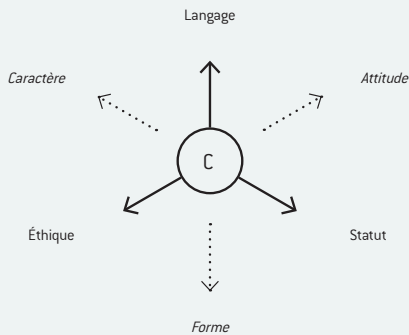 Langage
Caractère
Attitude
C
Éthique
Statut
Forme